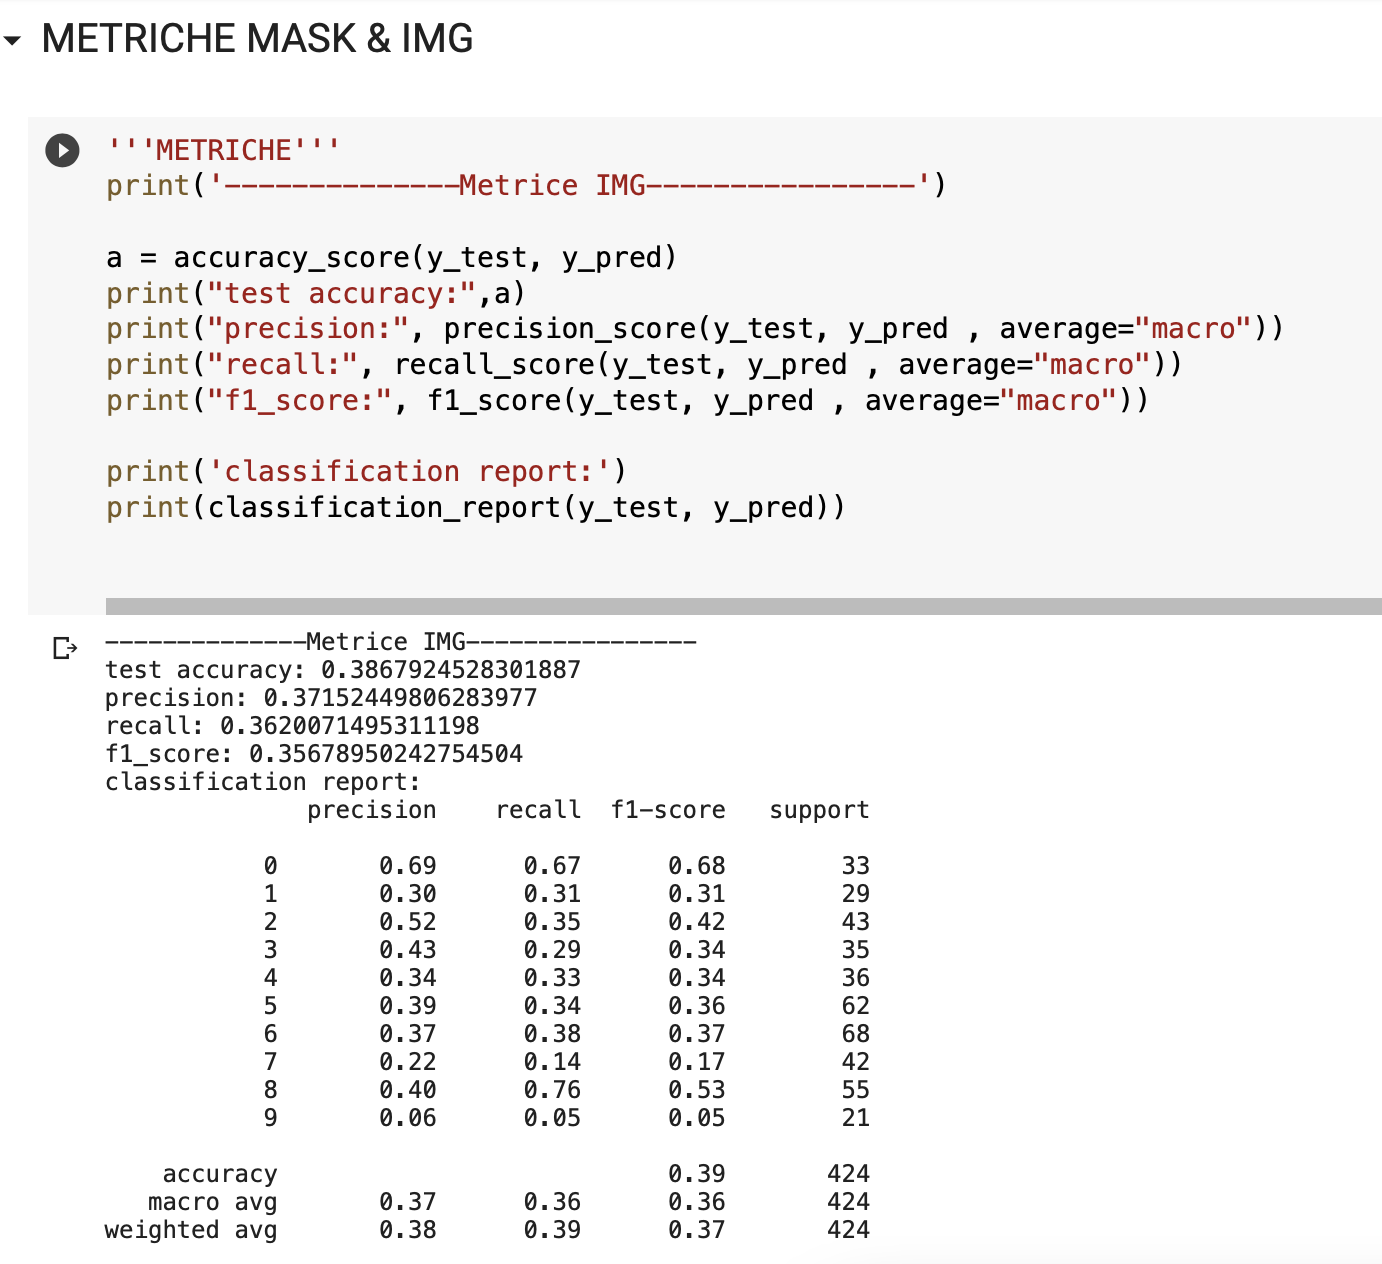 METRICHE MASK & IMG
'''METRICHE'''
print('--------------Metrice IMG----------------')
a = accuracy_score(y_test, y_pred)
print("test accuracy:",a)
print("precision:", precision_score(y_test, y_pred , average="macro"))
print("recall:", recall_score(y_test, y_pred , average="macro"))
print("f1_score:", f1_score(y_test, y_pred , average="macro"))
print('classification report:')
print(classification_report(y_test, y_pred))
--------------Metrice IMG----------------
test accuracy: 0.3867924528301887
precision: 0.37152449806283977
recall: 0.3620071495311198
f1_score: 0.35678950242754504
classification report:
precision recall f1-score support
0 0.69 0.67 0.68 33
1 0.30 0.31 0.31 29
2 0.52 0.35 0.42 43
3 0.43 0.29 0.34 35
4 0.34 0.33 0.34 36
5 0.39 0.34 0.36 62
6 0.37 0.38 0.37 68
7 0.22 0.14 0.17 42
8 0.40 0.76 0.53 55
9 0.06 0.05 0.05 21
accuracy 0.39 424
macro avg 0.37 0.36 0.36 424
weighted avg 0.38 0.39 0.37 424